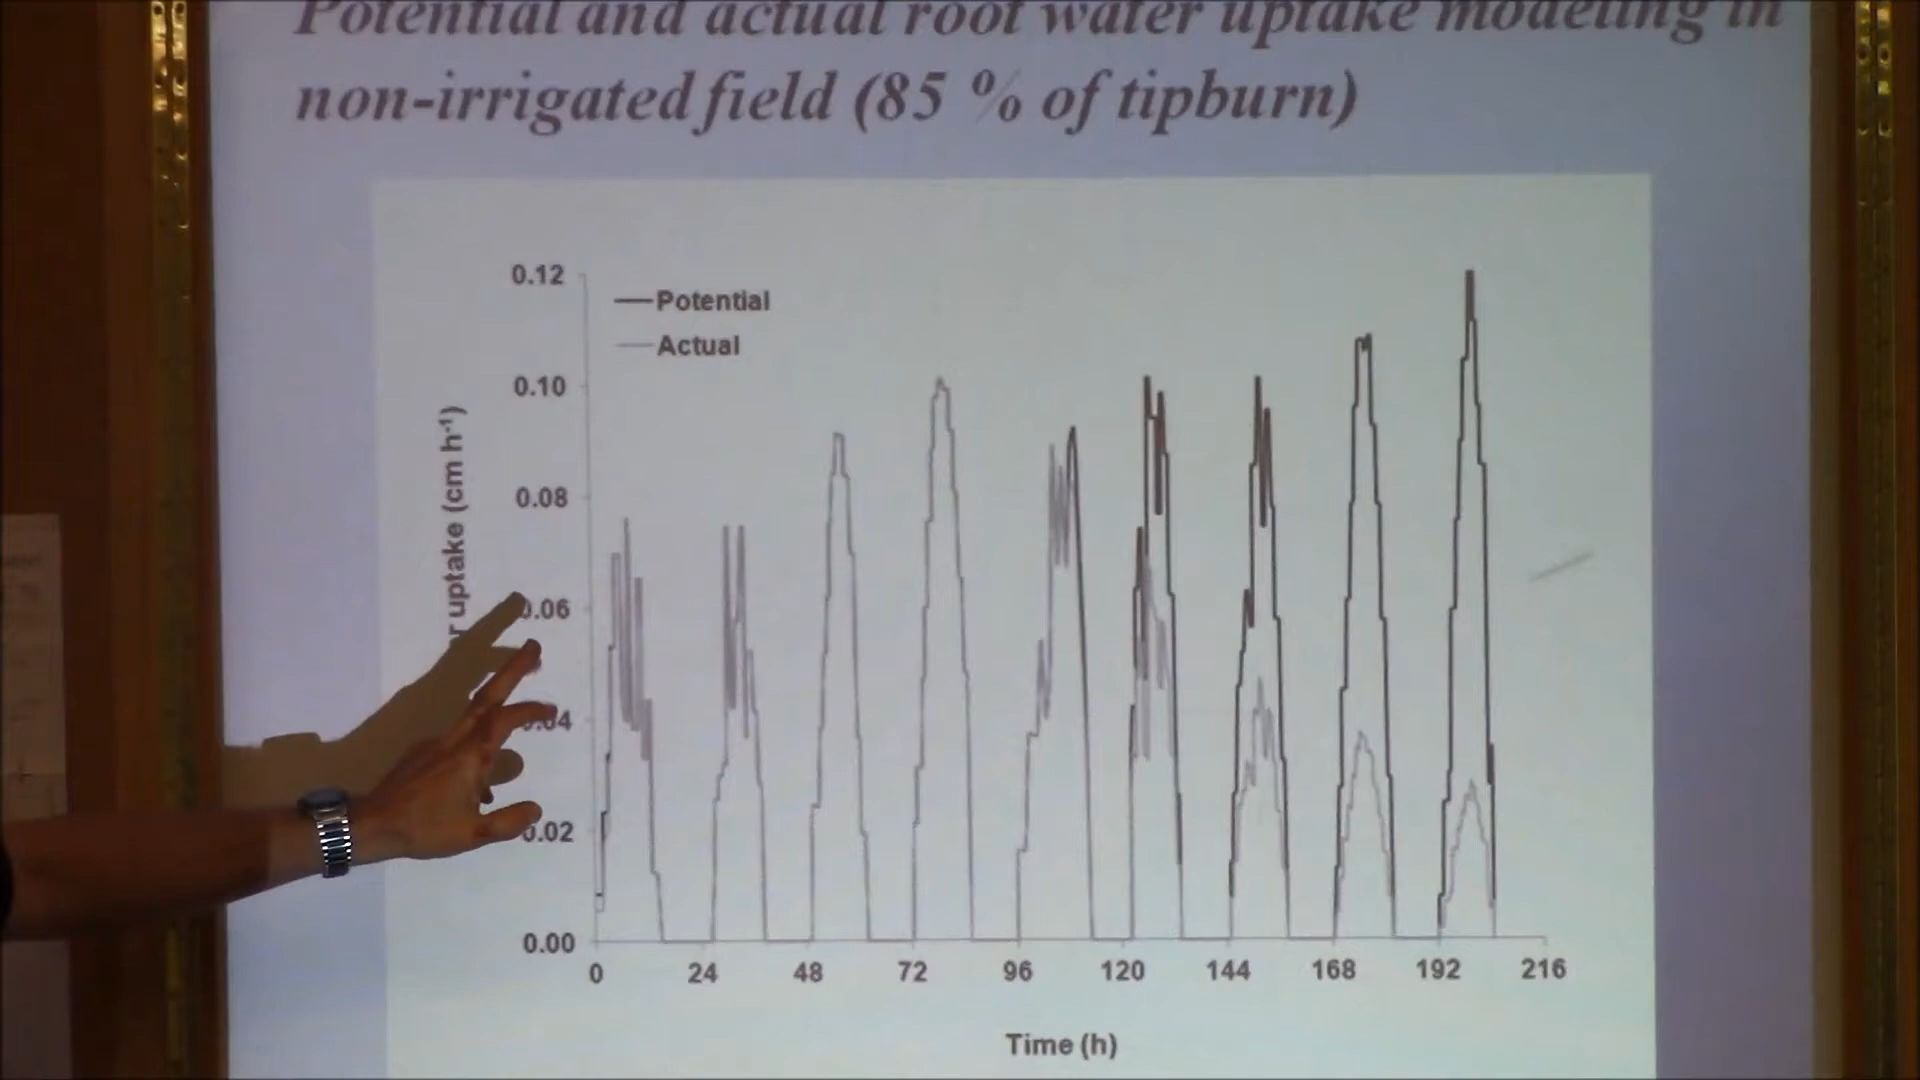 Potential and actual root water uptake modeling in
non-irrigated field (85 % of tipburn)
0.12
Potential
Actual
0.10
0.08
uptake (cm h⁻¹)
0.06
0.04
0.02
0.00
0 24 48 72 96 120 144 168 192 216
Time (h)